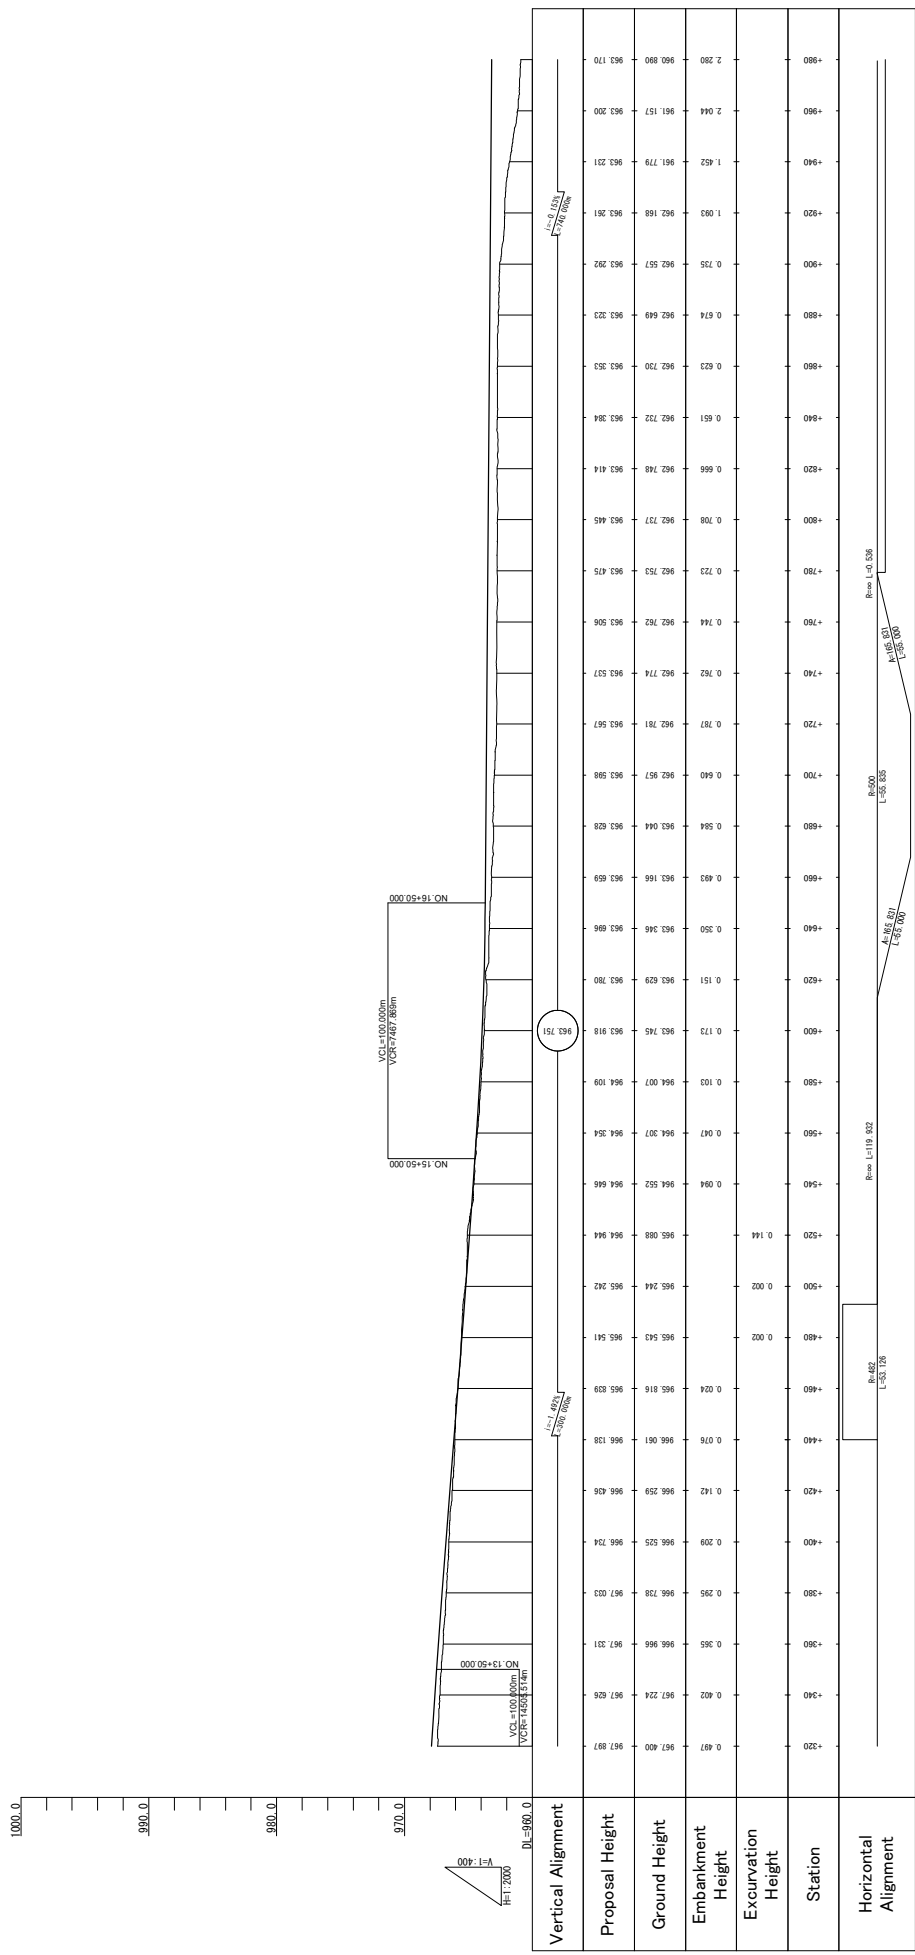 1000.0
990.0
980.0
970.0
DL=960.0
V=1:400
H=1:2000
VCL=100.000m
VCR=14505.514m
NO.13+50.000
NO.15+50.000
VCL=100.000m
VCR=7467.869m
NO.16+50.000
Vertical Alignment
i=-1.492%
L=300.000m
963.751
i=-0.153%
L=740.000m
Proposal Height
967.897 967.626 967.331 967.033 966.734 966.436 966.138 965.839 965.541 965.242 964.944 964.646 964.354 964.109 963.918 963.780 963.696 963.659 963.628 963.598 963.567 963.537 963.506 963.475 963.445 963.414 963.384 963.353 963.323 963.292 963.261 963.231 963.200 963.170
Ground Height
967.400 967.224 966.966 966.738 966.525 966.259 966.061 965.816 965.543 965.244 965.088 964.552 964.307 964.007 963.745 963.629 963.346 963.166 963.044 962.957 962.781 962.774 962.762 962.753 962.737 962.748 962.732 962.730 962.649 962.557 962.168 961.779 961.157 960.890
Embankment
Height
0.497 0.402 0.365 0.295 0.209 0.142 0.076 0.024 0.094 0.047 0.103 0.173 0.151 0.350 0.493 0.584 0.640 0.787 0.762 0.744 0.723 0.708 0.666 0.651 0.623 0.674 0.735 1.093 1.452 2.044 2.280
Excurvation
Height
0.002 0.002 0.144
Station
+320 +340 +360 +380 +400 +420 +440 +460 +480 +500 +520 +540 +560 +580 +600 +620 +640 +660 +680 +700 +720 +740 +760 +780 +800 +820 +840 +860 +880 +900 +920 +940 +960 +980
Horizontal
Alignment
R=482
L=53.126
R=∞ L=119.932
A=165.831
L=55.000
R=500
L=55.835
A=165.831
L=55.000
R=∞ L=0.536